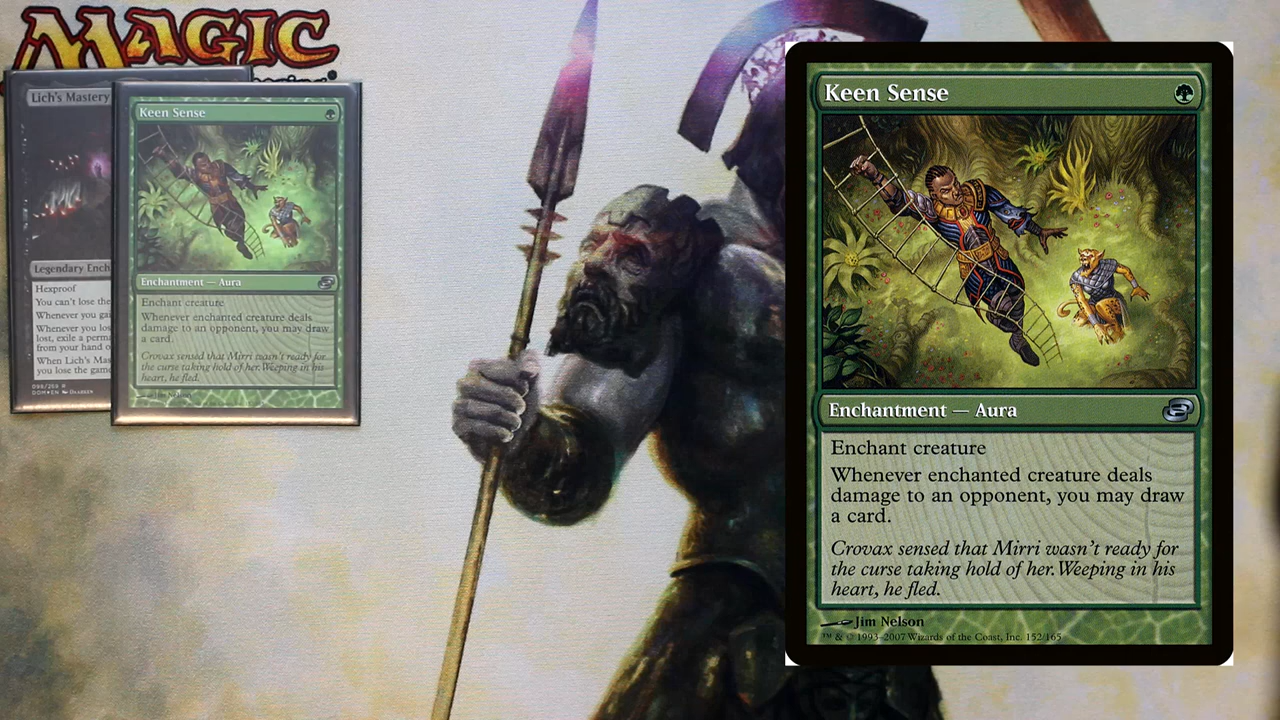 MAGIC
Lich's Mastery
Legendary Ench
Hexproof
You can't lose the
Whenever you ga
Whenever you los
lost, exile a perma
from your hand o
When Lich's Mas
you lose the game
Keen Sense
Enchantment — Aura
Enchant creature
Whenever enchanted creature deals
damage to an opponent, you may draw
a card.
Crovax sensed that Mirri wasn't ready for
the curse taking hold of her. Weeping in his
heart, he fled.
Keen Sense
Enchantment — Aura
Enchant creature
Whenever enchanted creature deals
damage to an opponent, you may draw
a card.
Crovax sensed that Mirri wasn't ready for
the curse taking hold of her. Weeping in his
heart, he fled.
Jim Nelson
™ & © 1993–2007 Wizards of the Coast, Inc. 152/165